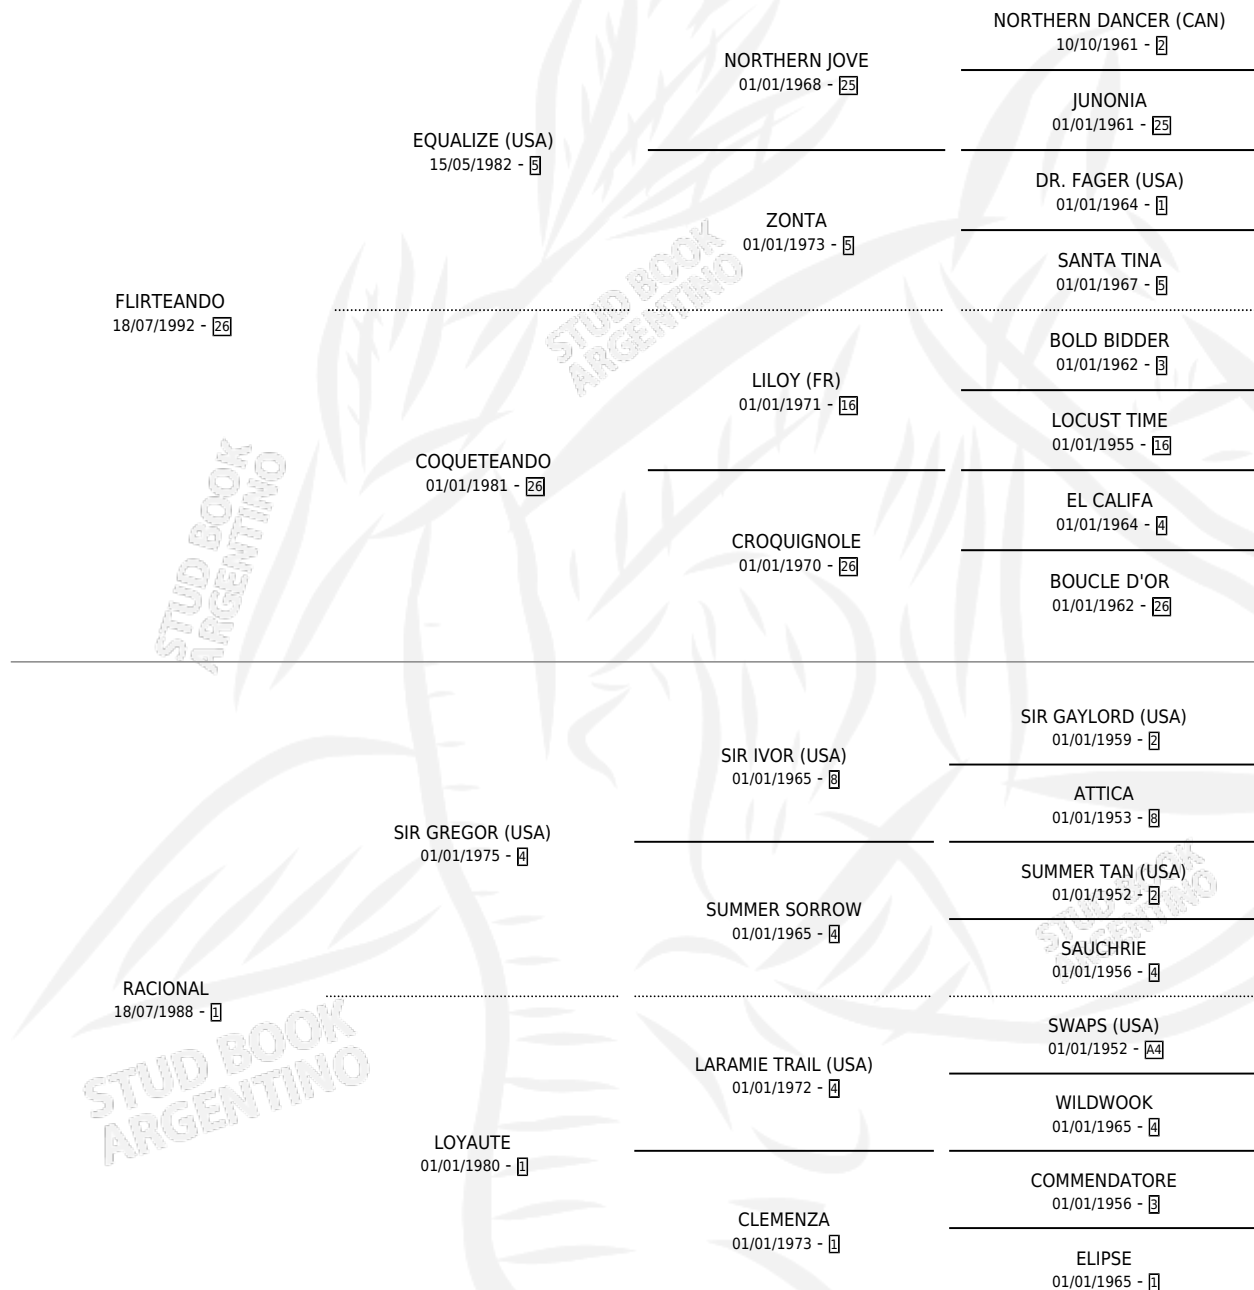 NORTHERN DANCER (CAN)
10/10/1961 - 2
NORTHERN JOVE
01/01/1968 - 25
JUNONIA
01/01/1961 - 25
EQUALIZE (USA)
15/05/1982 - 5
DR. FAGER (USA)
01/01/1964 - 1
ZONTA
01/01/1973 - 5
SANTA TINA
01/01/1967 - 5
FLIRTEANDO
18/07/1992 - 26
BOLD BIDDER
01/01/1962 - 3
LILOY (FR)
01/01/1971 - 16
LOCUST TIME
01/01/1955 - 16
COQUETEANDO
01/01/1981 - 26
EL CALIFA
01/01/1964 - 4
CROQUIGNOLE
01/01/1970 - 26
BOUCLE D'OR
01/01/1962 - 26
STUD BOOK
ARGENTINO
STUD BOOK
ARGENTINO
SIR GAYLORD (USA)
01/01/1959 - 2
SIR IVOR (USA)
01/01/1965 - 8
ATTICA
01/01/1953 - 8
SIR GREGOR (USA)
01/01/1975 - 4
SUMMER TAN (USA)
01/01/1952 - 2
SUMMER SORROW
01/01/1965 - 4
SAUCHRIE
01/01/1956 - 4
RACIONAL
18/07/1988 - 1
SWAPS (USA)
01/01/1952 - A4
LARAMIE TRAIL (USA)
01/01/1972 - 4
WILDWOOK
01/01/1965 - 4
LOYAUTE
01/01/1980 - 1
COMMENDATORE
01/01/1956 - 3
CLEMENZA
01/01/1973 - 1
ELIPSE
01/01/1965 - 1
STUD BOOK
ARGENTINO
STUD BOOK
ARGENTINO